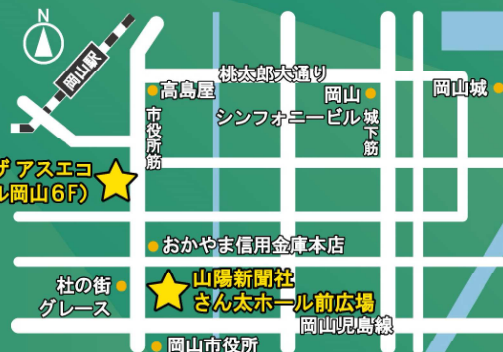 N
岡山駅
桃太郎大通り
高島屋
岡山
シンフォニービル
岡山城
市役所筋
城下筋
ザ アスエコ
ル岡山6F)
おかやま信用金庫本店
杜の街
グレース
山陽新聞社
さん太ホール前広場
岡山児島線
岡山市役所